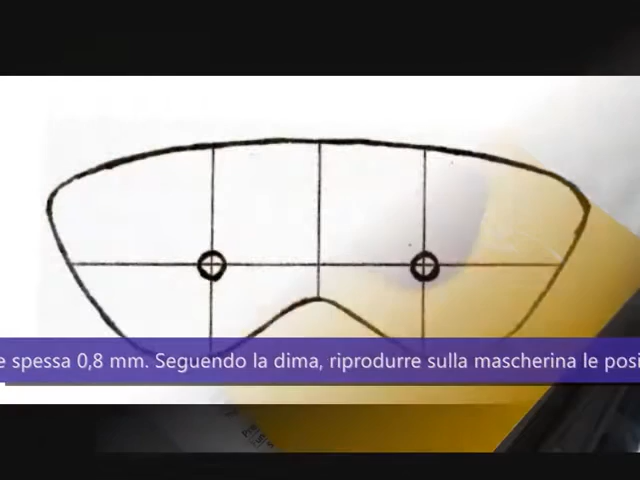 e spessa 0,8 mm. Seguendo la dima, riprodurre sulla mascherina le posi